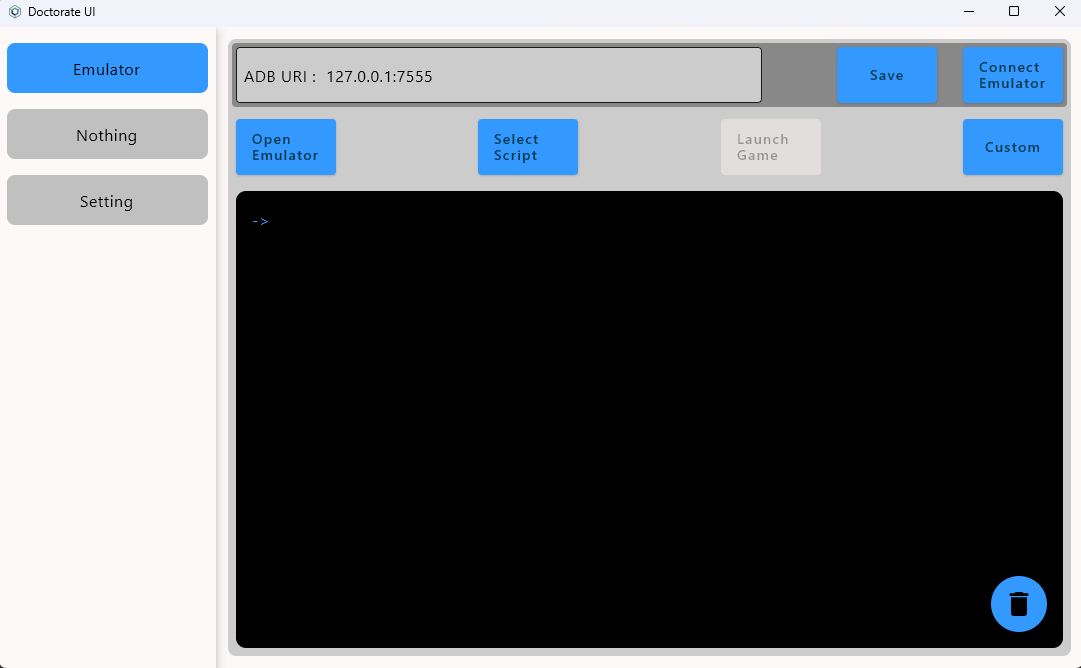 Doctorate UI
Emulator
Nothing
Setting
ADB URI : 127.0.0.1:7555
Save
Connect
Emulator
Open
Emulator
Select
Script
Launch
Game
Custom
->